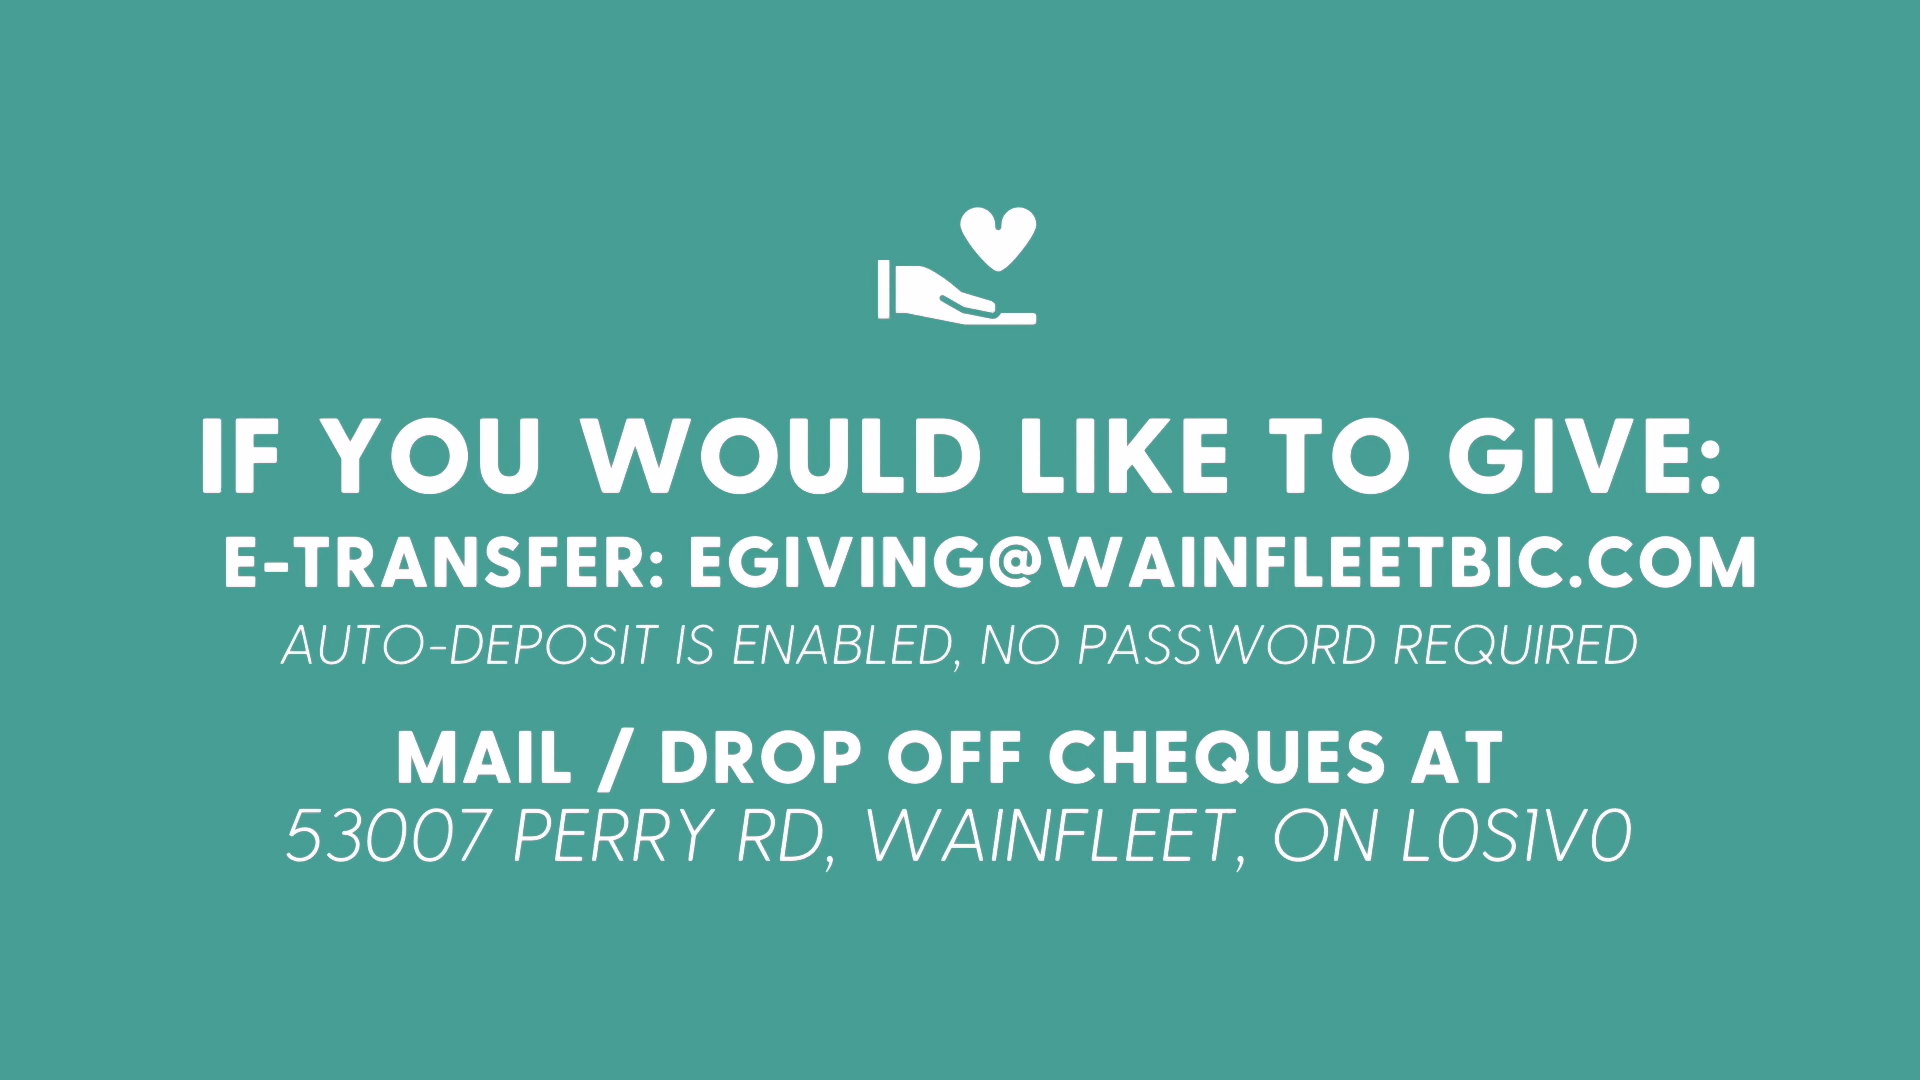 IF YOU WOULD LIKE TO GIVE:
E-TRANSFER: EGIVING@WAINFLEETBIC.COM
AUTO-DEPOSIT IS ENABLED, NO PASSWORD REQUIRED
MAIL / DROP OFF CHEQUES AT
53007 PERRY RD, WAINFLEET, ON L0S1V0